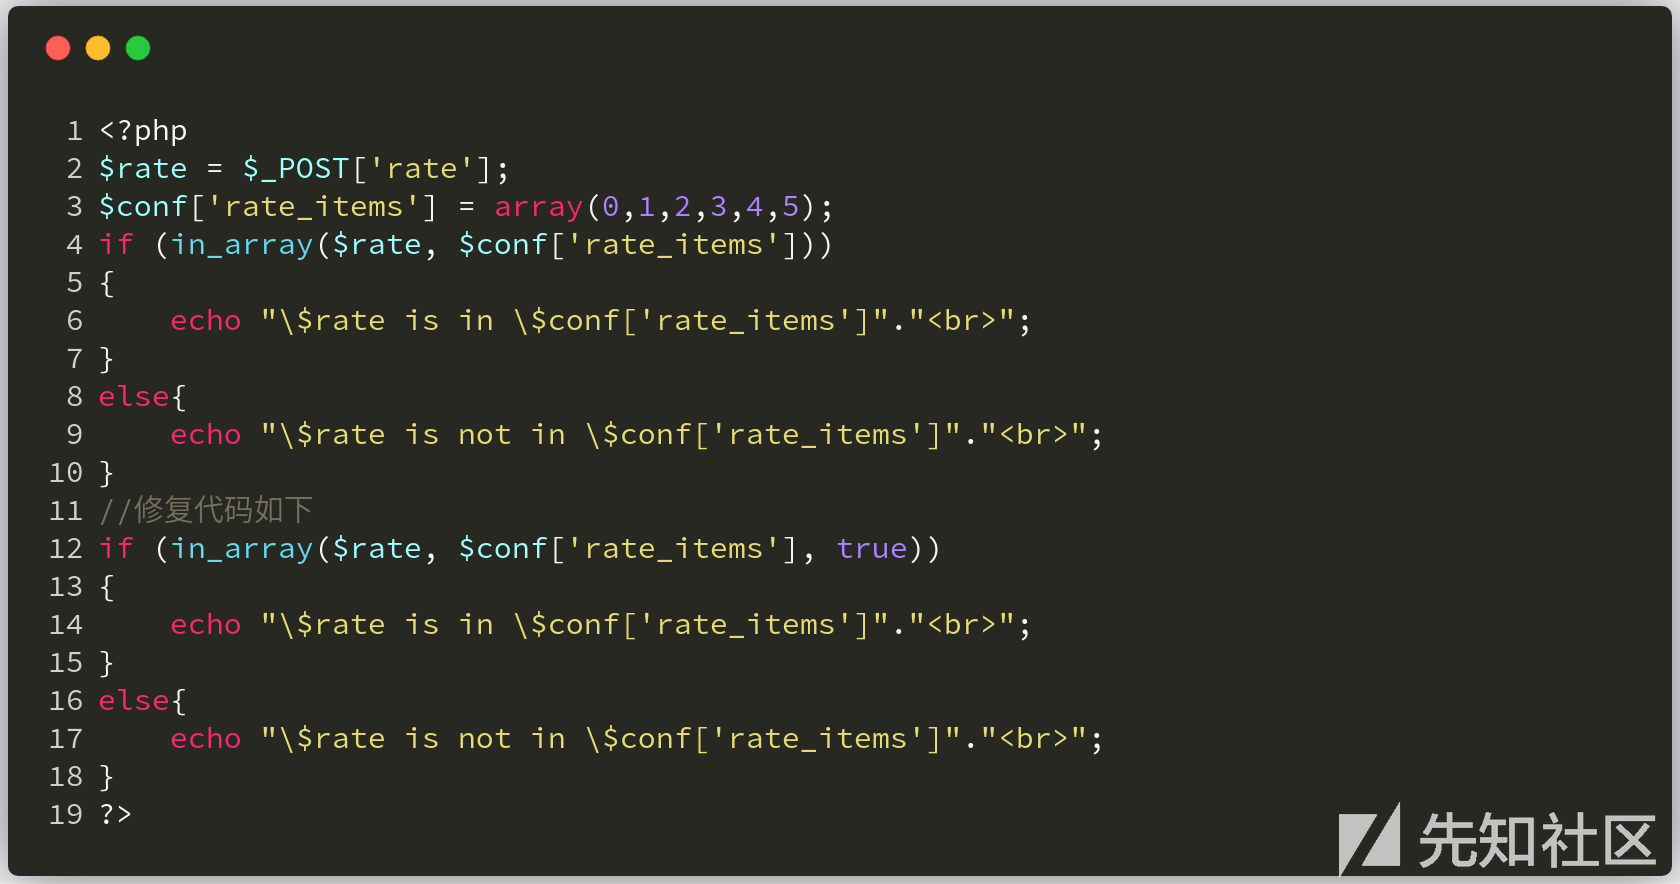 1 <?php
2 $rate = $_POST['rate'];
3 $conf['rate_items'] = array(0,1,2,3,4,5);
4 if (in_array($rate, $conf['rate_items']))
5 {
6     echo "\$rate is in \$conf['rate_items']"."<br>";
7 }
8 else{
9     echo "\$rate is not in \$conf['rate_items']"."<br>";
10 }
11 //修复代码如下
12 if (in_array($rate, $conf['rate_items'], true))
13 {
14     echo "\$rate is in \$conf['rate_items']"."<br>";
15 }
16 else{
17     echo "\$rate is not in \$conf['rate_items']"."<br>";
18 }
19 ?>
先知社区